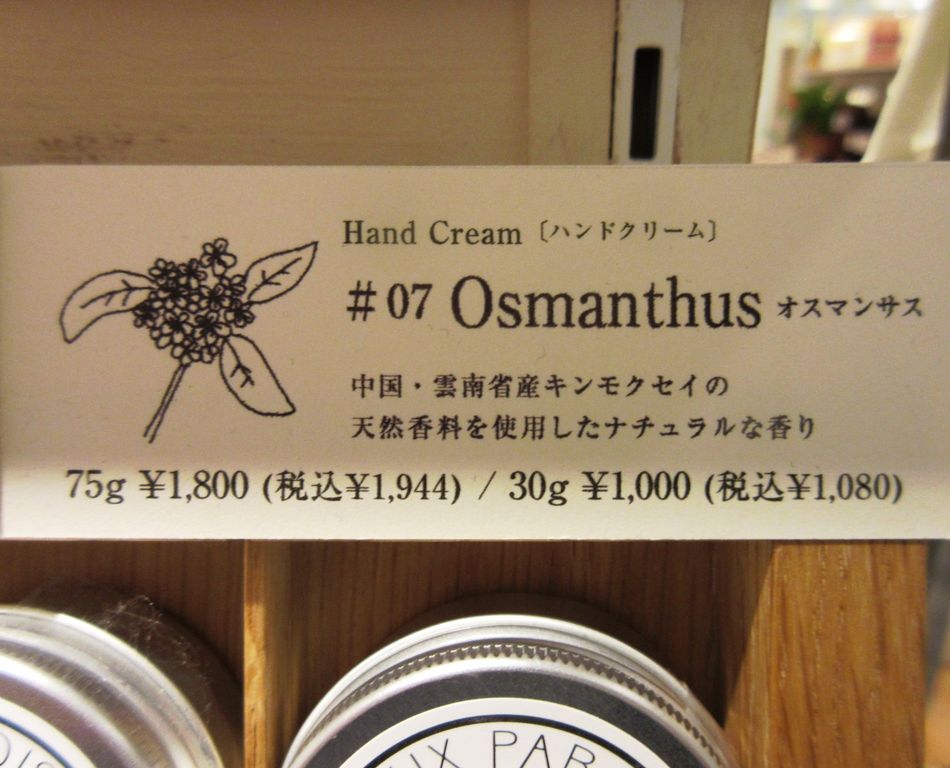 Hand Cream〔ハンドクリーム〕
#07 Osmanthus オスマンサス
中国・雲南省産キンモクセイの
天然香料を使用したナチュラルな香り
75g ¥1,800 (税込¥1,944) / 30g ¥1,000 (税込¥1,080)